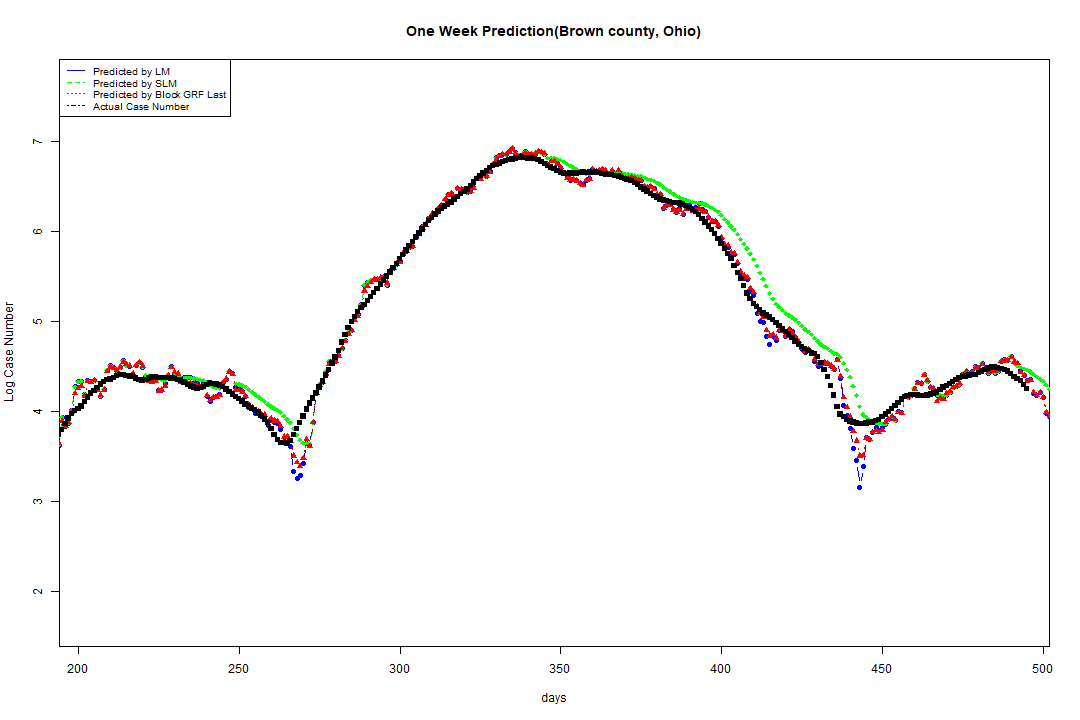 One Week Prediction(Brown county, Ohio)
Predicted by LM
Predicted by SLM
Predicted by Block GRF Last
Actual Case Number
7
6
5
4
3
2
Log Case Number
200 250 300 350 400 450 500
days